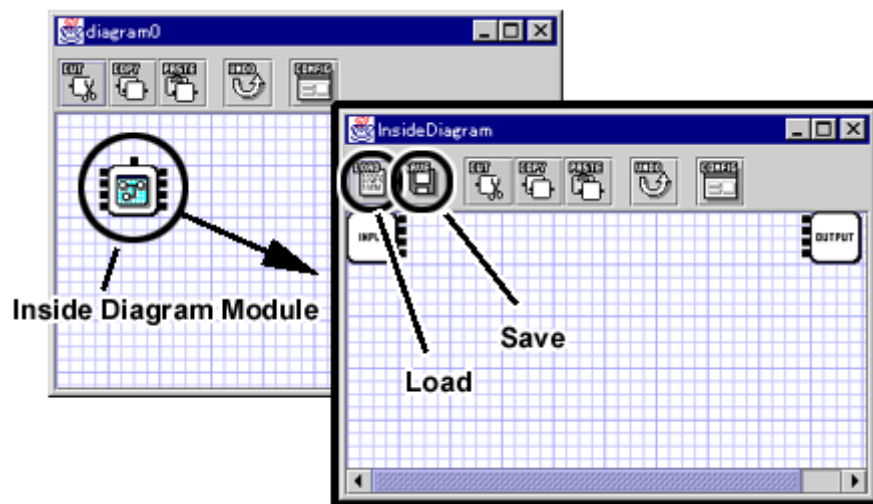 diagram0
CUT COPY PASTE UNDO CONFIG
InsideDiagram
LOAD CUT COPY PASTE UNDO CONFIG
OUTPUT
Inside Diagram Module
Save
Load